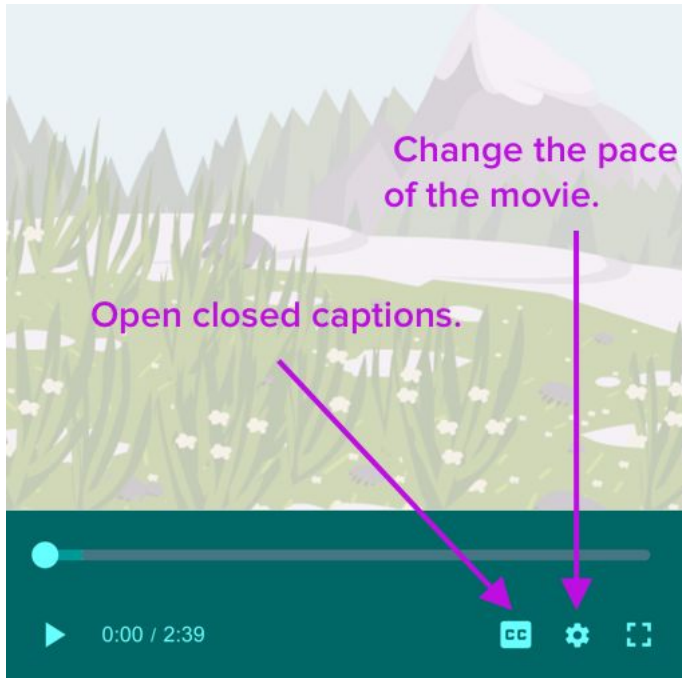 Change the pace
of the movie.
Open closed captions.
0:00 / 2:39
CC